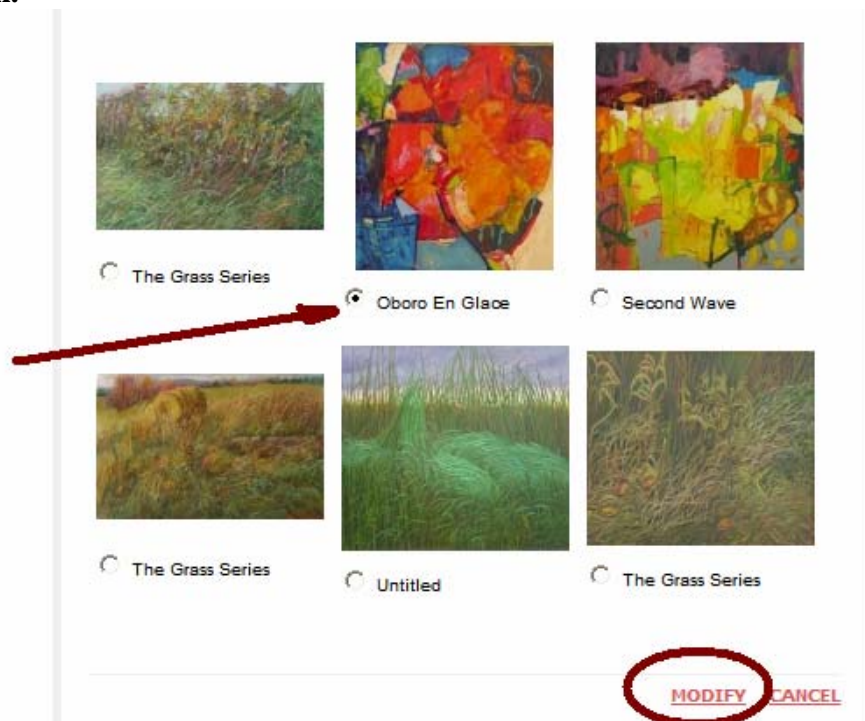 The Grass Series
Oboro En Glace
Second Wave
The Grass Series
Untitled
The Grass Series
MODIFY CANCEL